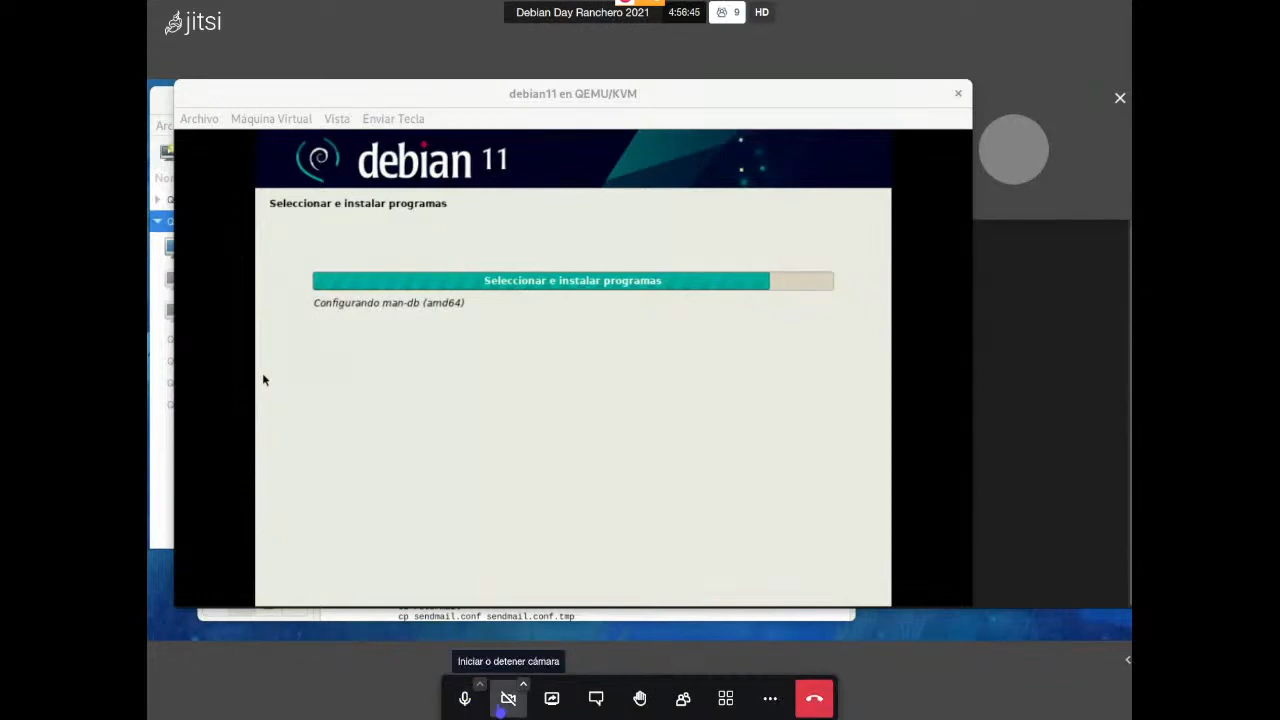 jitsi
Debian Day Ranchero 2021
4:56:45
9
HD
debian11 en QEMU/KVM
Archivo Máquina Virtual Vista Enviar Tecla
debian 11
Seleccionar e instalar programas
Seleccionar e instalar programas
Configurando man-db (amd64)
cp sendmail.conf sendmail.conf.tmp
Iniciar o detener cámara